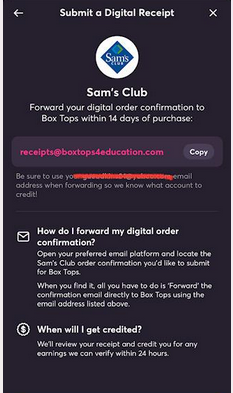 Submit a Digital Receipt
Sam's
CLUB
Sam's Club
Forward your digital order confirmation to
Box Tops within 14 days of purchase:
receipts@boxtops4education.com Copy
Be sure to use your email
address when forwarding so we know what account to
credit!
How do I forward my digital order
confirmation?
Open your preferred email platform and locate the
Sam's Club order confirmation you'd like to submit
for Box Tops.
When you find it, all you have to do is 'Forward' the
confirmation email directly to Box Tops using the
email address listed above.
When will I get credited?
We'll review your receipt and credit you for any
earnings we can verify within 24 hours.